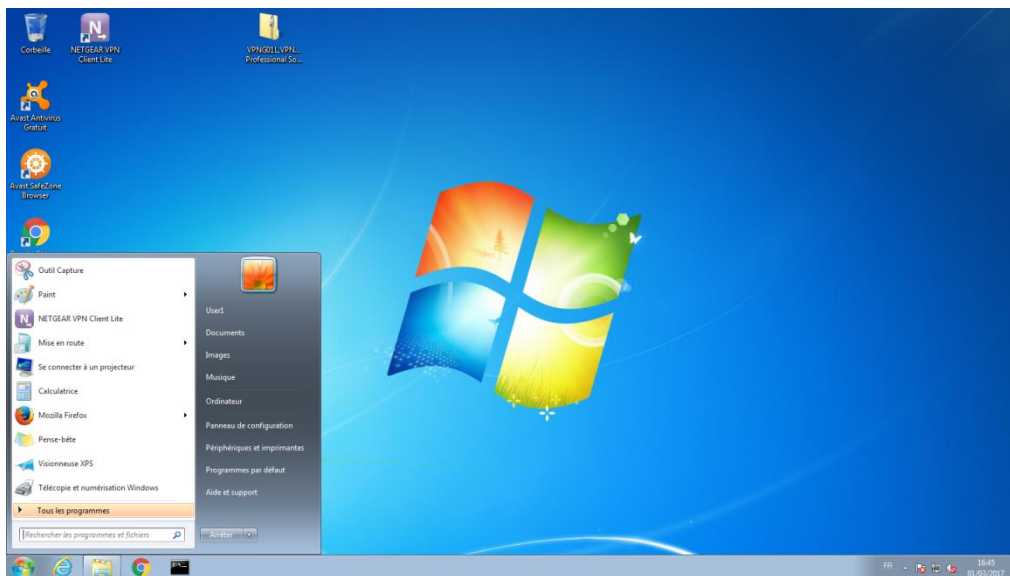 Corbeille
NETGEAR VPN
Client Lite
VPNG01L,VPN...
Professional So...
Avast Antivirus
Gratuit
Avast SafeZone
Browser
Outil Capture
Paint
NETGEAR VPN Client Lite
Mise en route
Se connecter à un projecteur
Calculatrice
Mozilla Firefox
Pense-bête
Visionneuse XPS
Télécopie et numérisation Windows
Tous les programmes
Rechercher les programmes et fichiers
User1
Documents
Images
Musique
Ordinateur
Panneau de configuration
Périphériques et imprimantes
Programmes par défaut
Aide et support
Arrêter
FR
16:45
01/03/2017